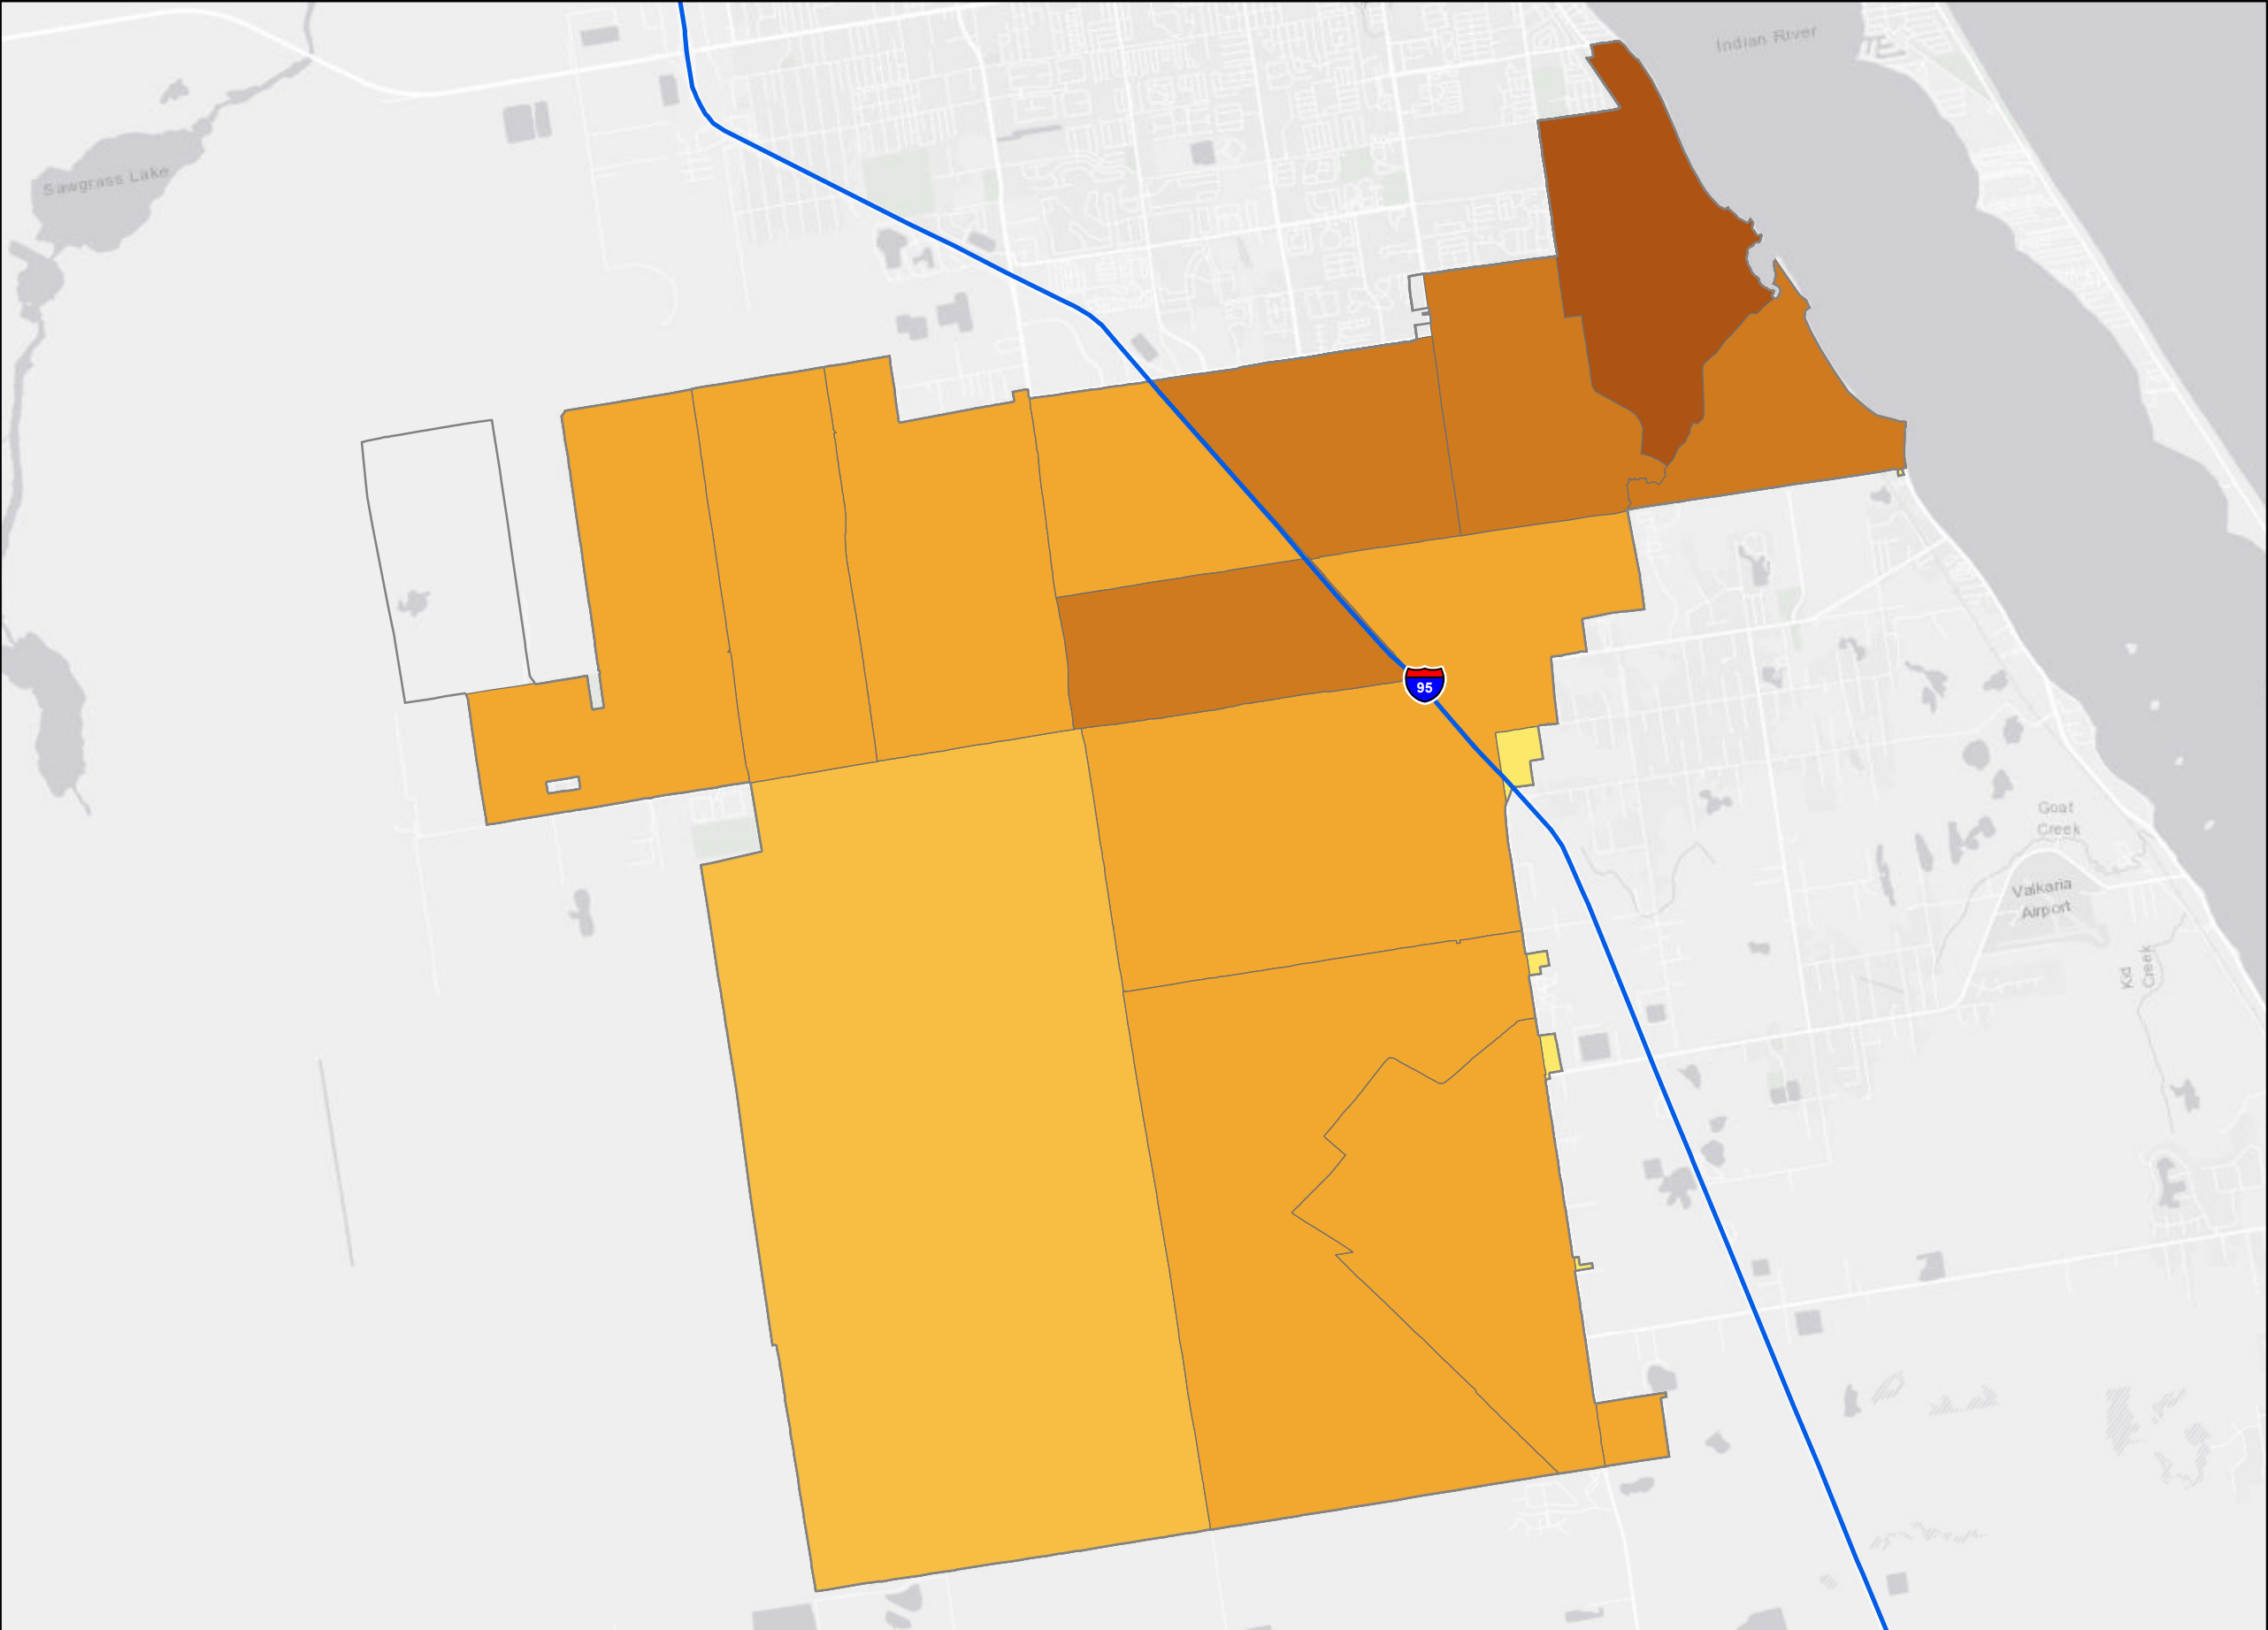 Indian River
Sawgrass Lake
95
Goat
Creek
Valkaria
Airport
Kid
Creek